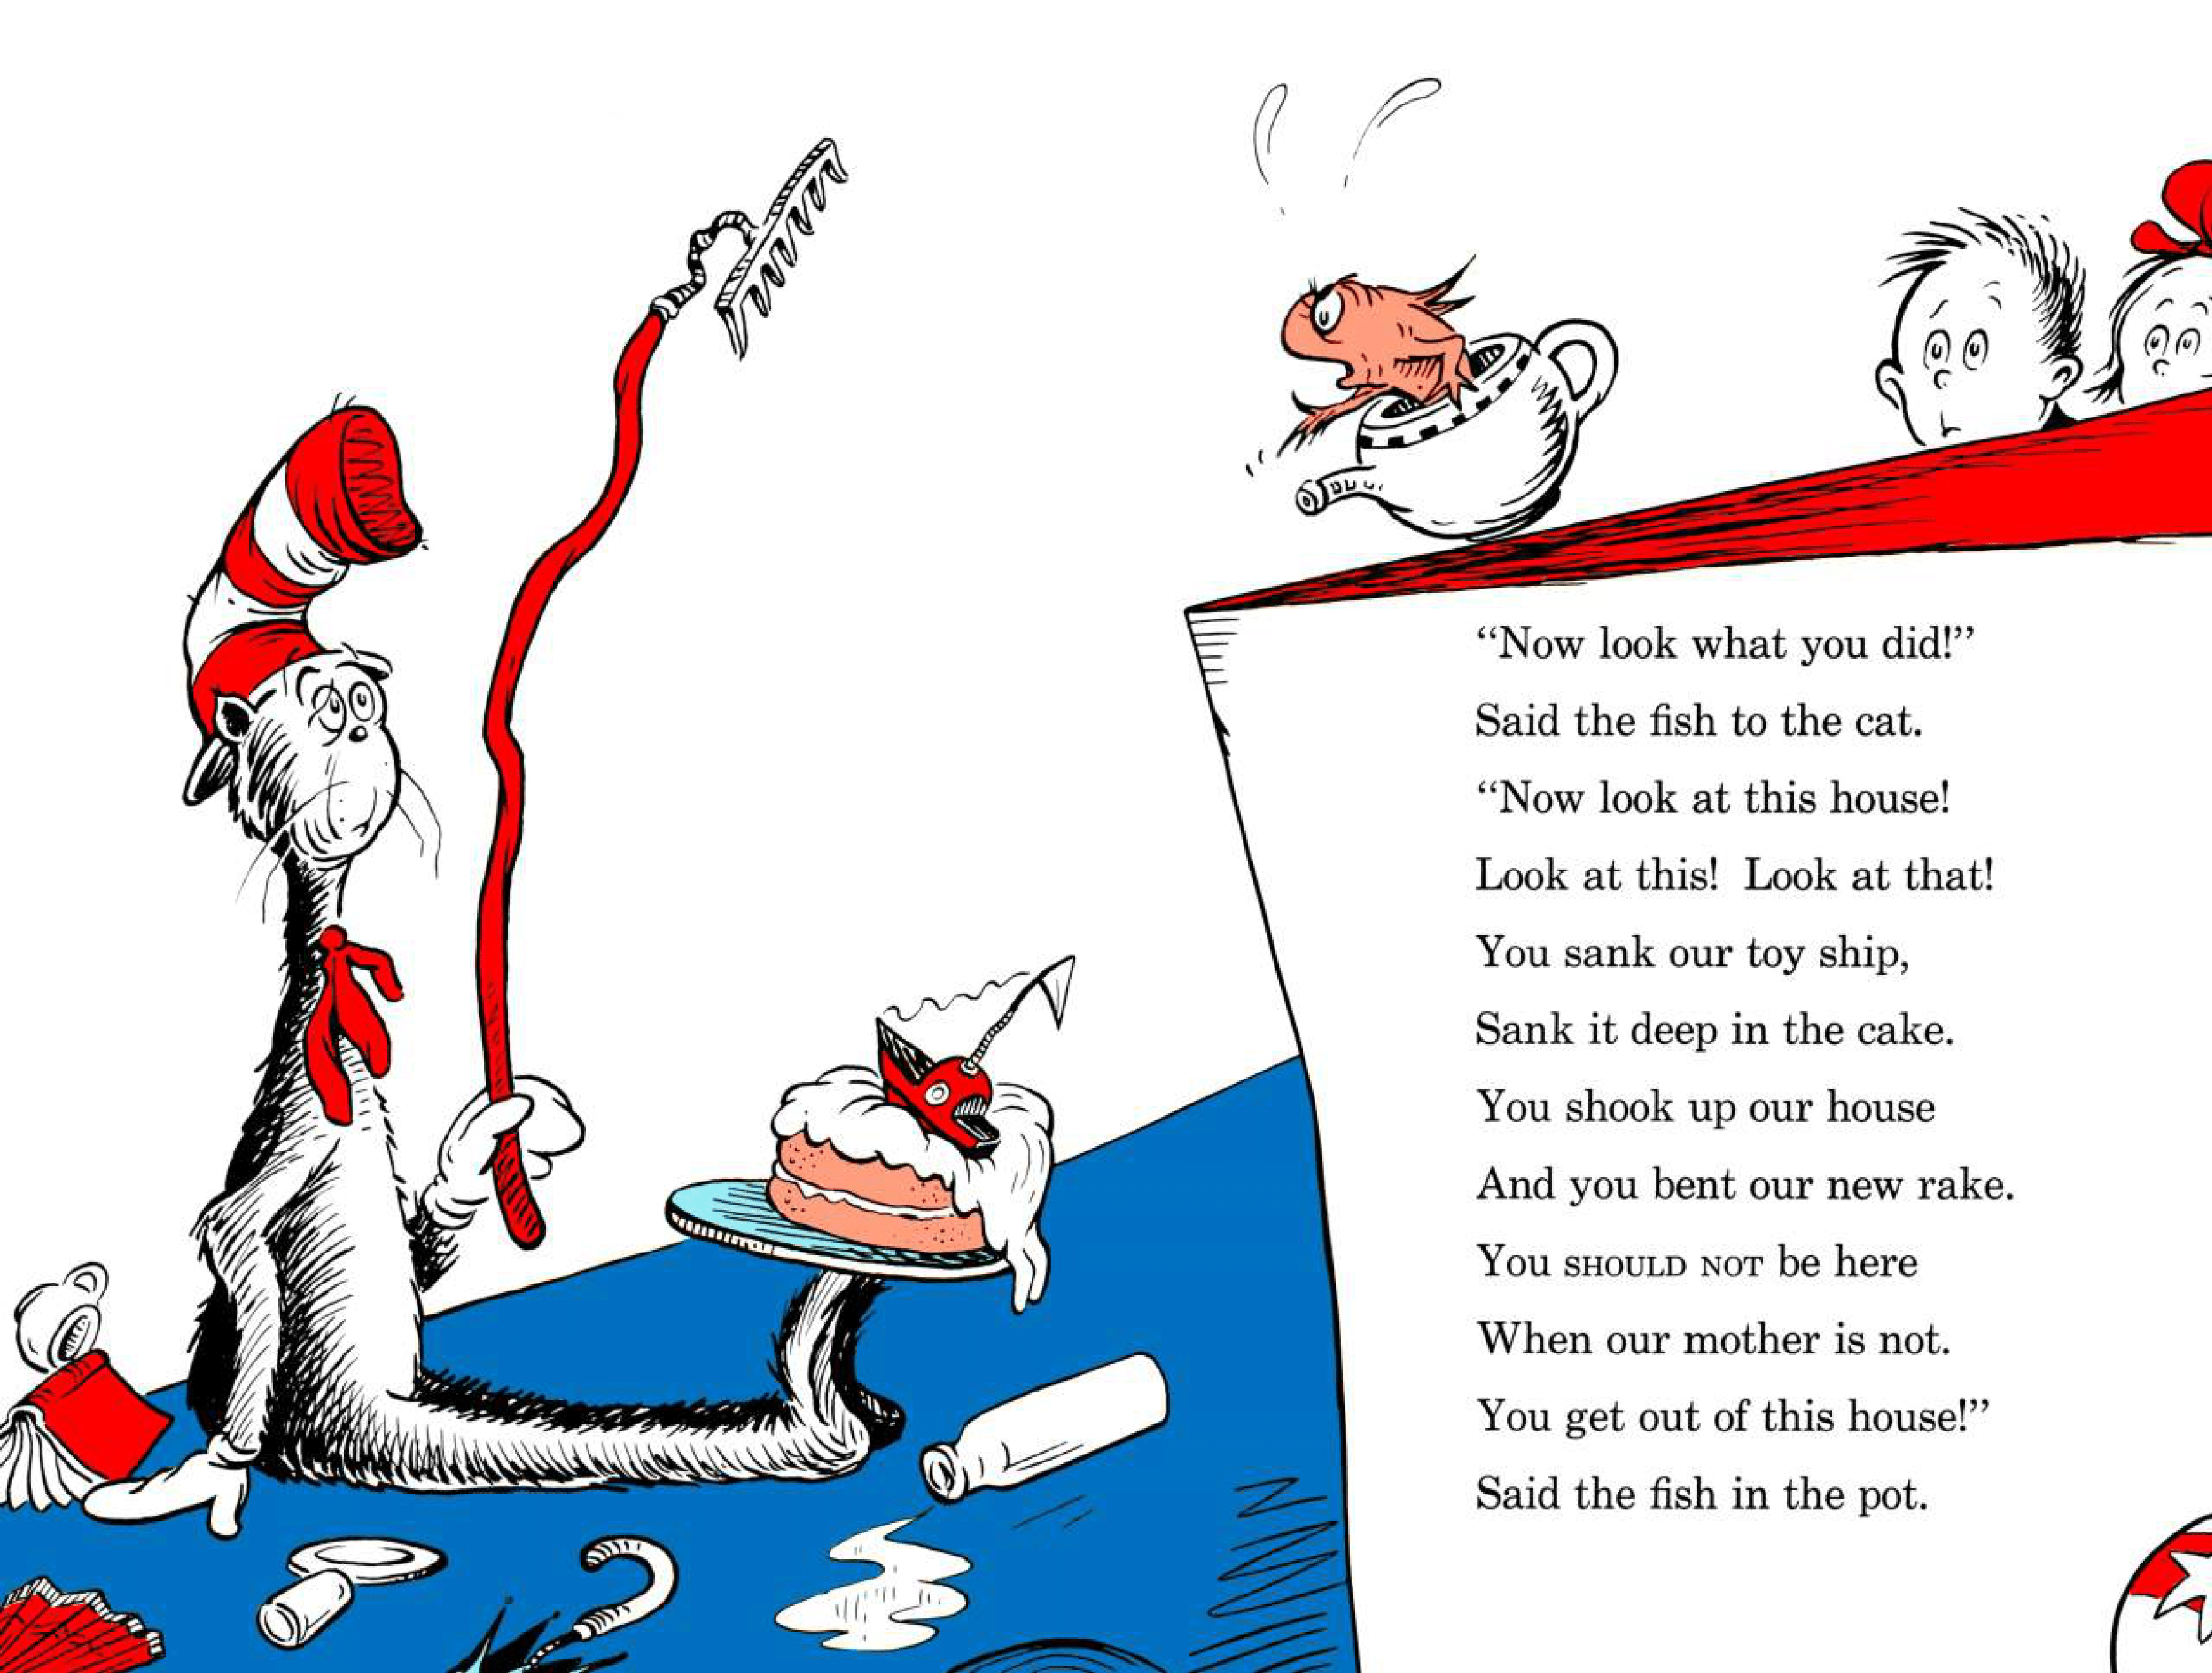 “Now look what you did!”
Said the fish to the cat.
“Now look at this house!
Look at this! Look at that!
You sank our toy ship,
Sank it deep in the cake.
You shook up our house
And you bent our new rake.
You SHOULD NOT be here
When our mother is not.
You get out of this house!”
Said the fish in the pot.